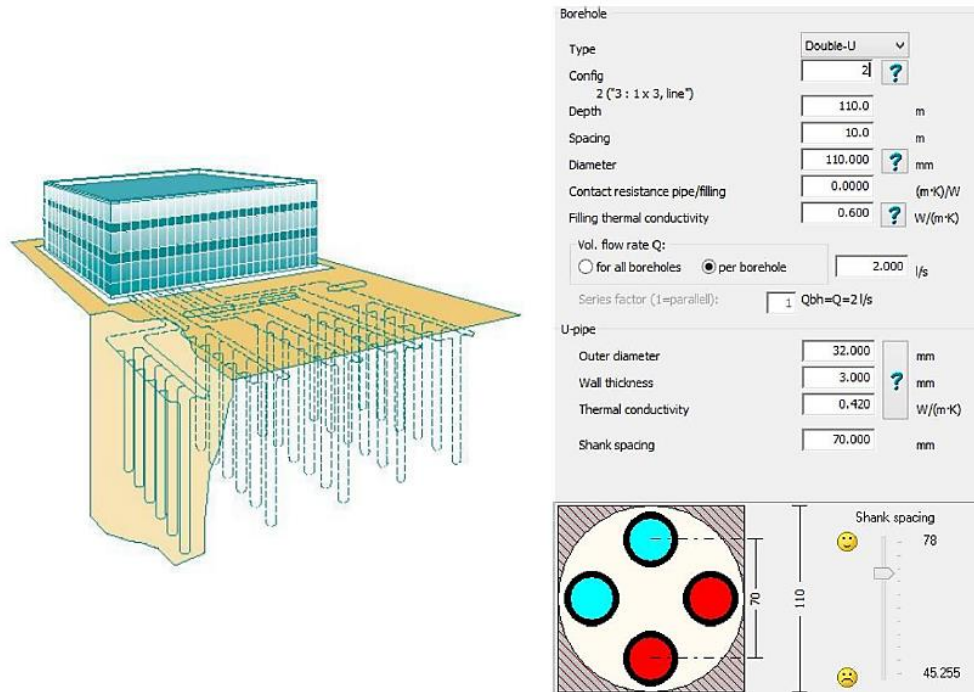 Borehole
Type Double-U
Config 2 ?
2 ("3 : 1 x 3, line")
Depth 110.0 m
Spacing 10.0 m
Diameter 110.000 ? mm
Contact resistance pipe/filling 0.0000 (m·K)/W
Filling thermal conductivity 0.600 ? W/(m·K)
Vol. flow rate Q:
for all boreholes per borehole 2.000 l/s
Series factor (1=parallell): 1 Qbh=Q=2 l/s
U-pipe
Outer diameter 32.000 mm
Wall thickness 3.000 ? mm
Thermal conductivity 0.420 W/(m·K)
Shank spacing 70.000 mm
Shank spacing
78
70
110
45.255